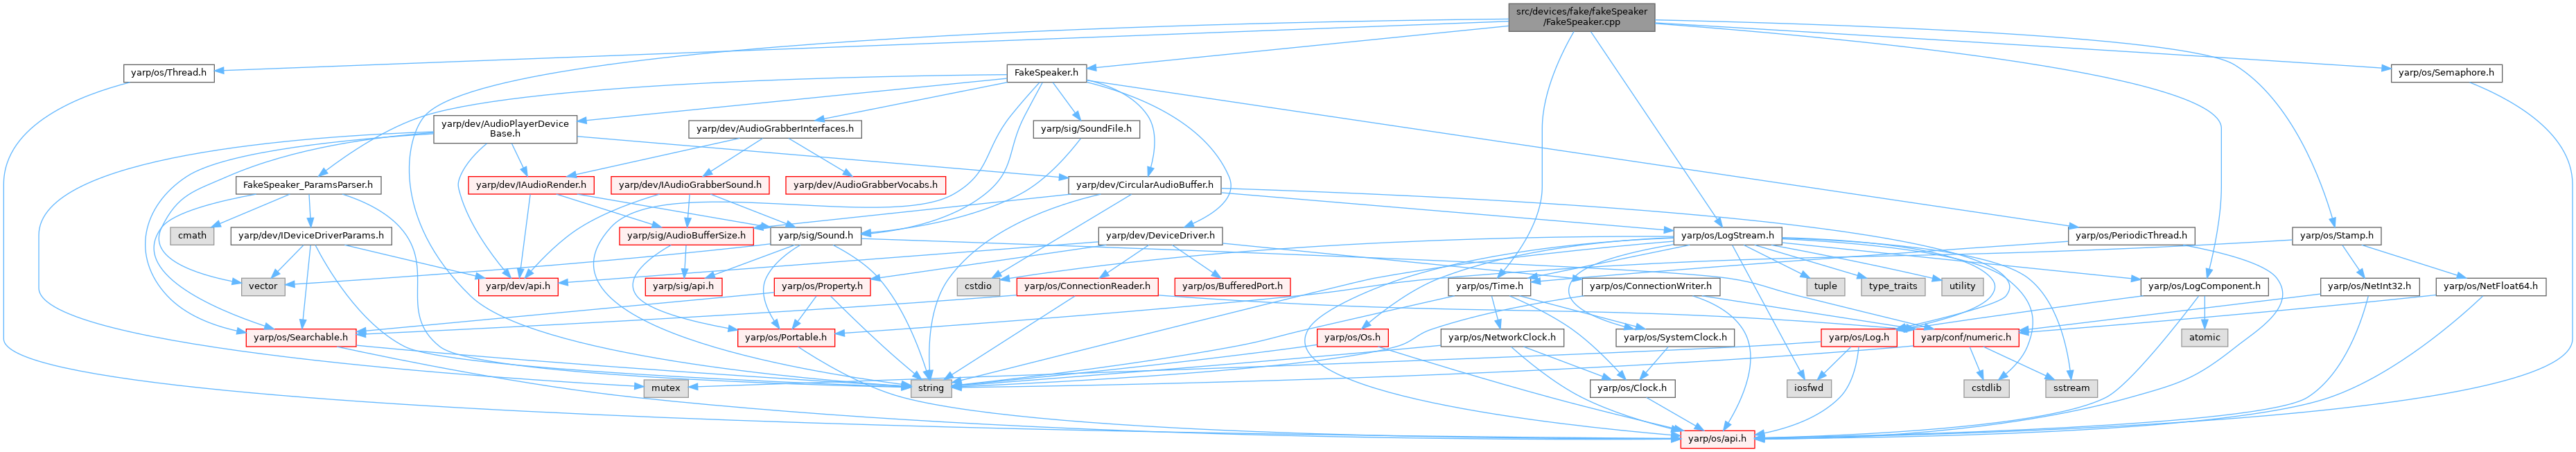 src/devices/fake/fakeSpeaker
/FakeSpeaker.cpp
yarp/os/Thread.h
FakeSpeaker.h
yarp/os/Semaphore.h
yarp/dev/AudioPlayerDevice
Base.h
yarp/dev/AudioGrabberInterfaces.h
yarp/sig/SoundFile.h
FakeSpeaker_ParamsParser.h
yarp/dev/IAudioRender.h
yarp/dev/IAudioGrabberSound.h
yarp/dev/AudioGrabberVocabs.h
yarp/dev/CircularAudioBuffer.h
cmath
yarp/dev/IDeviceDriverParams.h
yarp/sig/AudioBufferSize.h
yarp/sig/Sound.h
yarp/dev/DeviceDriver.h
yarp/os/LogStream.h
yarp/os/PeriodicThread.h
yarp/os/Stamp.h
vector
yarp/dev/api.h
yarp/sig/api.h
yarp/os/Property.h
cstdio
yarp/os/ConnectionReader.h
yarp/os/BufferedPort.h
yarp/os/Time.h
yarp/os/ConnectionWriter.h
tuple
type_traits
utility
yarp/os/LogComponent.h
yarp/os/NetInt32.h
yarp/os/NetFloat64.h
yarp/os/Searchable.h
yarp/os/Portable.h
yarp/os/Os.h
yarp/os/NetworkClock.h
yarp/os/SystemClock.h
yarp/os/Log.h
yarp/conf/numeric.h
atomic
mutex
string
yarp/os/Clock.h
iosfwd
cstdlib
sstream
yarp/os/api.h